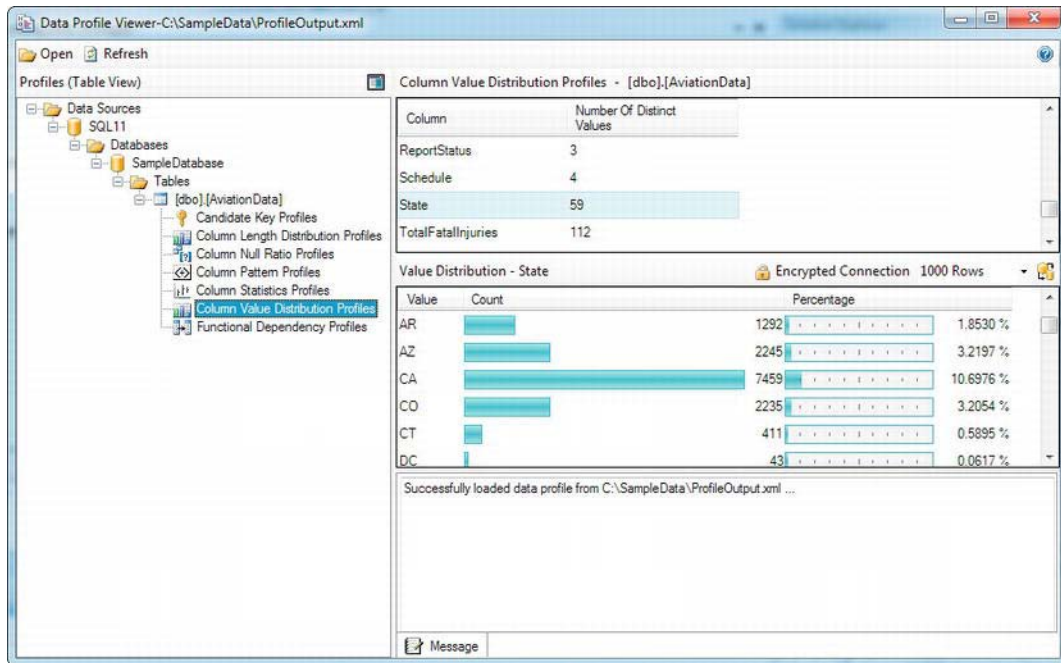 Data Profile Viewer-C:\SampleData\ProfileOutput.xml
Open Refresh
Profiles (Table View)
Data Sources
SQL11
Databases
SampleDatabase
Tables
[dbo].[AviationData]
Candidate Key Profiles
Column Length Distribution Profiles
Column Null Ratio Profiles
Column Pattern Profiles
Column Statistics Profiles
Column Value Distribution Profiles
Functional Dependency Profiles
Column Value Distribution Profiles - [dbo].[AviationData]
Column Number Of Distinct Values
ReportStatus 3
Schedule 4
State 59
TotalFatalInjuries 112
Value Distribution - State Encrypted Connection 1000 Rows
Value Count Percentage
AR 1292 1.8530 %
AZ 2245 3.2197 %
CA 7459 10.6976 %
CO 2235 3.2054 %
CT 411 0.5895 %
DC 43 0.0617 %
Successfully loaded data profile from C:\SampleData\ProfileOutput.xml ...
Message